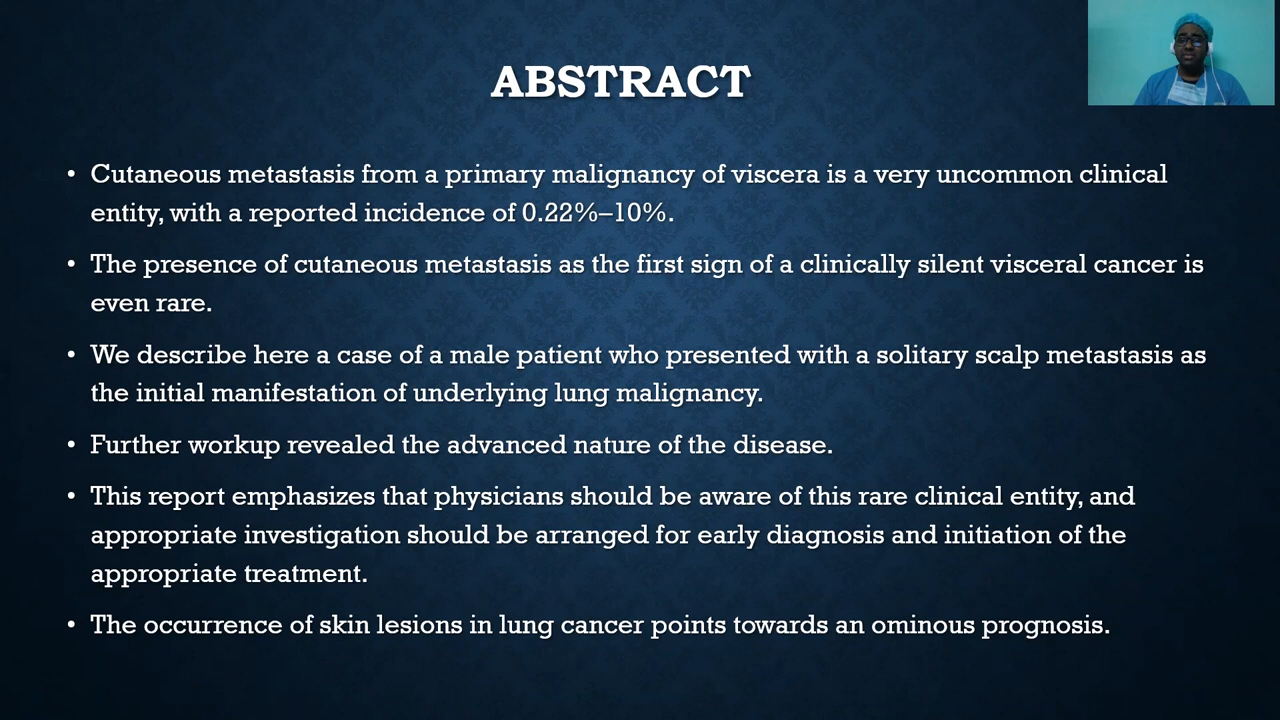 ABSTRACT
• Cutaneous metastasis from a primary malignancy of viscera is a very uncommon clinical
entity, with a reported incidence of 0.22%–10%.
• The presence of cutaneous metastasis as the first sign of a clinically silent visceral cancer is
even rare.
• We describe here a case of a male patient who presented with a solitary scalp metastasis as
the initial manifestation of underlying lung malignancy.
• Further workup revealed the advanced nature of the disease.
• This report emphasizes that physicians should be aware of this rare clinical entity, and
appropriate investigation should be arranged for early diagnosis and initiation of the
appropriate treatment.
• The occurrence of skin lesions in lung cancer points towards an ominous prognosis.